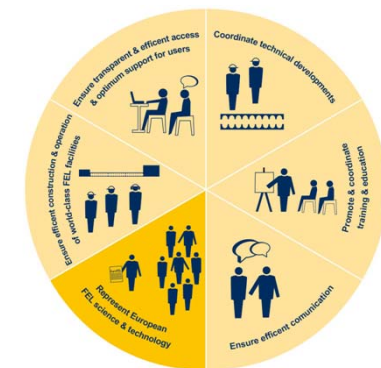 Ensure transparent & efficent access
& optimum support for users
Coordinate technical developments
Promote & coordinate
training & education
Ensure efficent comunication
Represent European
FEL science & technology
Ensure efficent construction & operation
of world-class FEL facilities